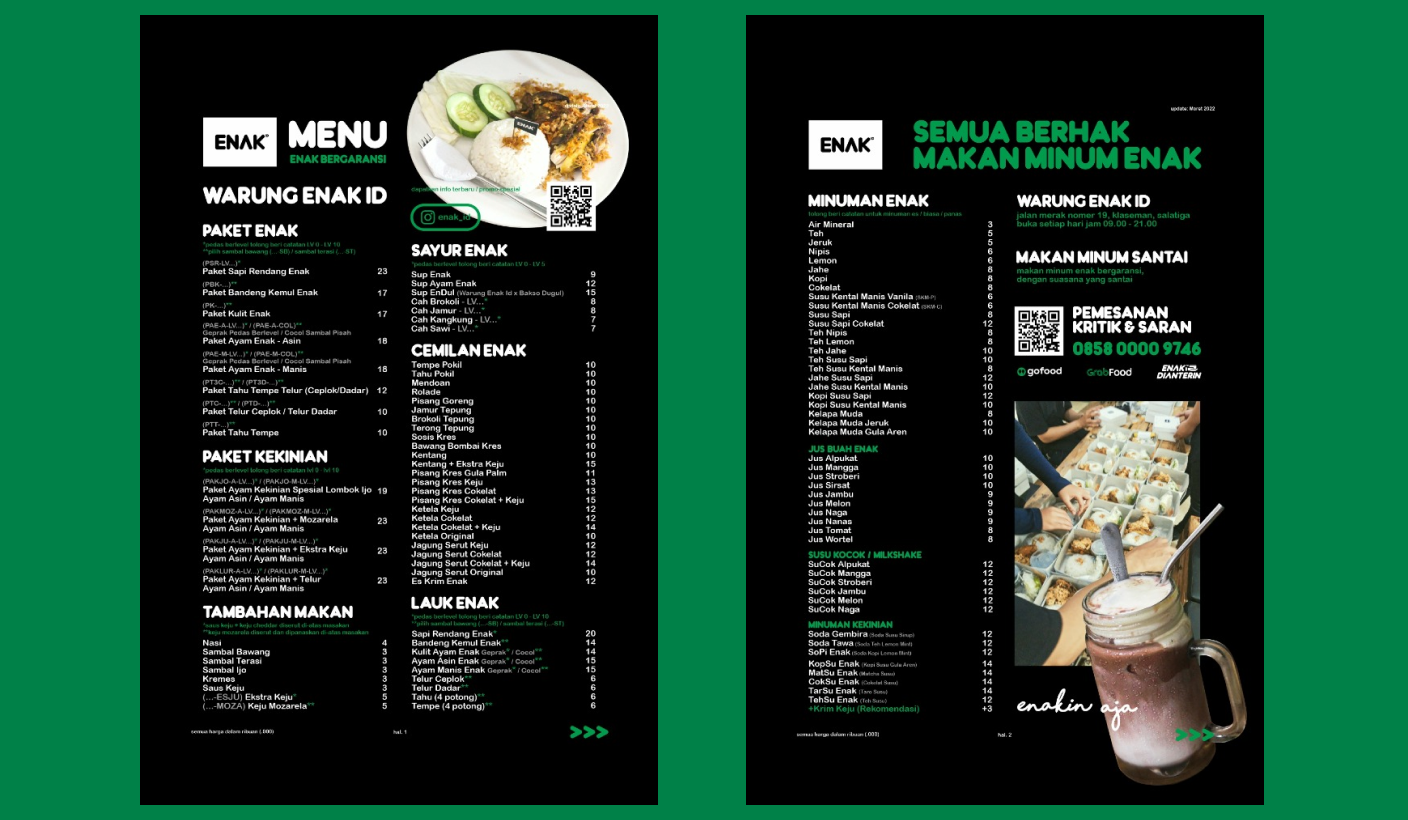 ENAK
MENU
ENAK BERGARANSI
WARUNG ENAK ID
dapatkan info terbaru / promo spesial
enak_id
PAKET ENAK
*pedas berlevel tolong beri catatan LV 0 - LV 10
**pilih sambal bawang (...-SB) / sambal terasi (...-ST)
(PSR-LV...)*
Paket Sapi Rendang Enak 23
(PBK-...)**
Paket Bandeng Kemul Enak 17
(PK-...)**
Paket Kulit Enak 17
(PAE-A-LV...)* / (PAE-A-COL)**
Geprak Pedas Berlevel / Cocol Sambal Pisah
Paket Ayam Enak - Asin 18
(PAE-M-LV...)* / (PAE-M-COL)**
Geprak Pedas Berlevel / Cocol Sambal Pisah
Paket Ayam Enak - Manis 18
(PT3C-...)** / (PT3D-...)**
Paket Tahu Tempe Telur (Ceplok/Dadar) 12
(PTC-...)** / (PTD-...)**
Paket Telur Ceplok / Telur Dadar 10
(PTT-...)**
Paket Tahu Tempe 10
PAKET KEKINIAN
*pedas berlevel tolong beri catatan lvl 0 - lvl 10
(PAKJO-A-LV...)* / (PAKJO-M-LV...)*
Paket Ayam Kekinian Spesial Lombok Ijo 19
Ayam Asin / Ayam Manis
(PAKMOZ-A-LV...)* / (PAKMOZ-M-LV...)*
Paket Ayam Kekinian + Mozarela 23
Ayam Asin / Ayam Manis
(PAKJU-A-LV...)* / (PAKJU-M-LV...)*
Paket Ayam Kekinian + Ekstra Keju 23
Ayam Asin / Ayam Manis
(PAKLUR-A-LV...)* / (PAKLUR-M-LV...)*
Paket Ayam Kekinian + Telur 23
Ayam Asin / Ayam Manis
TAMBAHAN MAKAN
*saus keju + keju chedder diserut di atas masakan
**keju mozarela diserut dan dipanaskan di atas masakan
Nasi 4
Sambal Bawang 3
Sambal Terasi 3
Sambal Ijo 3
Kremes 3
Saus Keju 3
(...-ESJU) Ekstra Keju* 5
(...-MOZA) Keju Mozarela** 5
SAYUR ENAK
*pedas berlevel tolong beri catatan LV 0 - LV 5
Sup Enak 9
Sup Ayam Enak 12
Sup EnDul (Warung Enak Id x Bakso Dugul) 15
Cah Brokoli - LV...* 8
Cah Jamur - LV...* 8
Cah Kangkung - LV...* 7
Cah Sawi - LV...* 7
CEMILAN ENAK
Tempe Pokil 10
Tahu Pokil 10
Mendoan 10
Rolade 10
Pisang Goreng 10
Jamur Tepung 10
Brokoli Tepung 10
Terong Tepung 10
Sosis Kres 10
Bawang Bombai Kres 10
Kentang 10
Kentang + Ekstra Keju 15
Pisang Kres Gula Palm 11
Pisang Kres Keju 13
Pisang Kres Cokelat 13
Pisang Kres Cokelat + Keju 15
Ketela Keju 12
Ketela Cokelat 12
Ketela Cokelat + Keju 14
Ketela Original 10
Jagung Serut Keju 12
Jagung Serut Cokelat 12
Jagung Serut Cokelat + Keju 14
Jagung Serut Original 10
Es Krim Enak 12
LAUK ENAK
*pedas berlevel tolong beri catatan LV 0 - LV 10
**pilih sambal bawang (...-SB) / sambal terasi (...-ST)
Sapi Rendang Enak* 20
Bandeng Kemul Enak** 14
Kulit Ayam Enak Geprak* / Cocol** 14
Ayam Asin Enak Geprak* / Cocol** 15
Ayam Manis Enak Geprak* / Cocol** 15
Telur Ceplok** 6
Telur Dadar** 6
Tahu (4 potong)** 6
Tempe (4 potong)** 6
semua harga dalam ribuan (.000)
hal. 1
>>>
update: Maret 2022
ENAK
SEMUA BERHAK
MAKAN MINUM ENAK
MINUMAN ENAK
tolong beri catatan untuk minuman es / biasa / panas
Air Mineral 3
Teh 5
Jeruk 5
Nipis 6
Lemon 6
Jahe 8
Kopi 8
Cokelat 8
Susu Kental Manis Vanila (SKM-P) 6
Susu Kental Manis Cokelat (SKM-C) 6
Susu Sapi 8
Susu Sapi Cokelat 12
Teh Nipis 8
Teh Lemon 8
Teh Jahe 10
Teh Susu Sapi 10
Teh Susu Kental Manis 8
Jahe Susu Sapi 12
Jahe Susu Kental Manis 10
Kopi Susu Sapi 12
Kopi Susu Kental Manis 10
Kelapa Muda 8
Kelapa Muda Jeruk 10
Kelapa Muda Gula Aren 10
JUS BUAH ENAK
Jus Alpukat 10
Jus Mangga 10
Jus Stroberi 10
Jus Sirsat 10
Jus Jambu 9
Jus Melon 9
Jus Naga 9
Jus Nanas 9
Jus Tomat 8
Jus Wortel 8
SUSU KOCOK / MILKSHAKE
SuCok Alpukat 12
SuCok Mangga 12
SuCok Stroberi 12
SuCok Jambu 12
SuCok Melon 12
SuCok Naga 12
MINUMAN KEKINIAN
Soda Gembira (Soda Susu Sirup) 12
Soda Tawa (Soda Teh Lemon Mint) 12
SoPi Enak (Soda Kopi Lemon Mint) 12
KopSu Enak (Kopi Susu Gula Aren) 14
MatSu Enak (Matcha Susu) 14
CokSu Enak (Cokelat Susu) 14
TarSu Enak (Taro Susu) 14
TehSu Enak (Teh Susu) 12
+Krim Keju (Rekomendasi) +3
WARUNG ENAK ID
jalan merak nomer 19, klaseman, salatiga
buka setiap hari jam 09.00 - 21.00
MAKAN MINUM SANTAI
makan minum enak bergaransi,
dengan suasana yang santai
PEMESANAN
KRITIK & SARAN
0858 0000 9746
gofood
GrabFood
ENAK
DIANTERIN
enakin aja
semua harga dalam ribuan (.000)
hal. 2
>>>